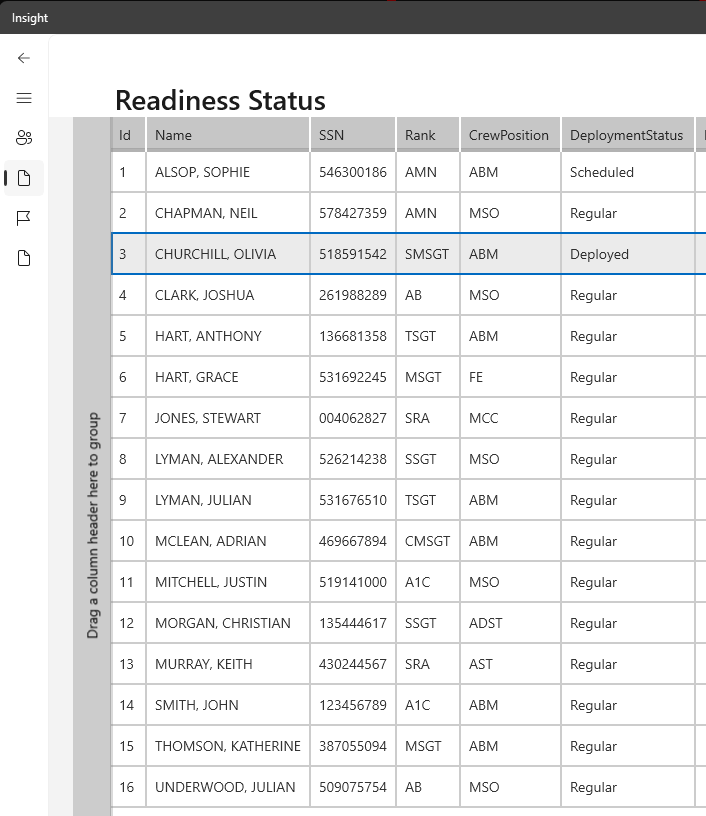 Insight
Readiness Status
Drag a column header here to group
Id Name SSN Rank CrewPosition DeploymentStatus
1 ALSOP, SOPHIE 546300186 AMN ABM Scheduled
2 CHAPMAN, NEIL 578427359 AMN MSO Regular
3 CHURCHILL, OLIVIA 518591542 SMSGT ABM Deployed
4 CLARK, JOSHUA 261988289 AB MSO Regular
5 HART, ANTHONY 136681358 TSGT ABM Regular
6 HART, GRACE 531692245 MSGT FE Regular
7 JONES, STEWART 004062827 SRA MCC Regular
8 LYMAN, ALEXANDER 526214238 SSGT MSO Regular
9 LYMAN, JULIAN 531676510 TSGT ABM Regular
10 MCLEAN, ADRIAN 469667894 CMSGT ABM Regular
11 MITCHELL, JUSTIN 519141000 A1C MSO Regular
12 MORGAN, CHRISTIAN 135444617 SSGT ADST Regular
13 MURRAY, KEITH 430244567 SRA AST Regular
14 SMITH, JOHN 123456789 A1C ABM Regular
15 THOMSON, KATHERINE 387055094 MSGT ABM Regular
16 UNDERWOOD, JULIAN 509075754 AB MSO Regular